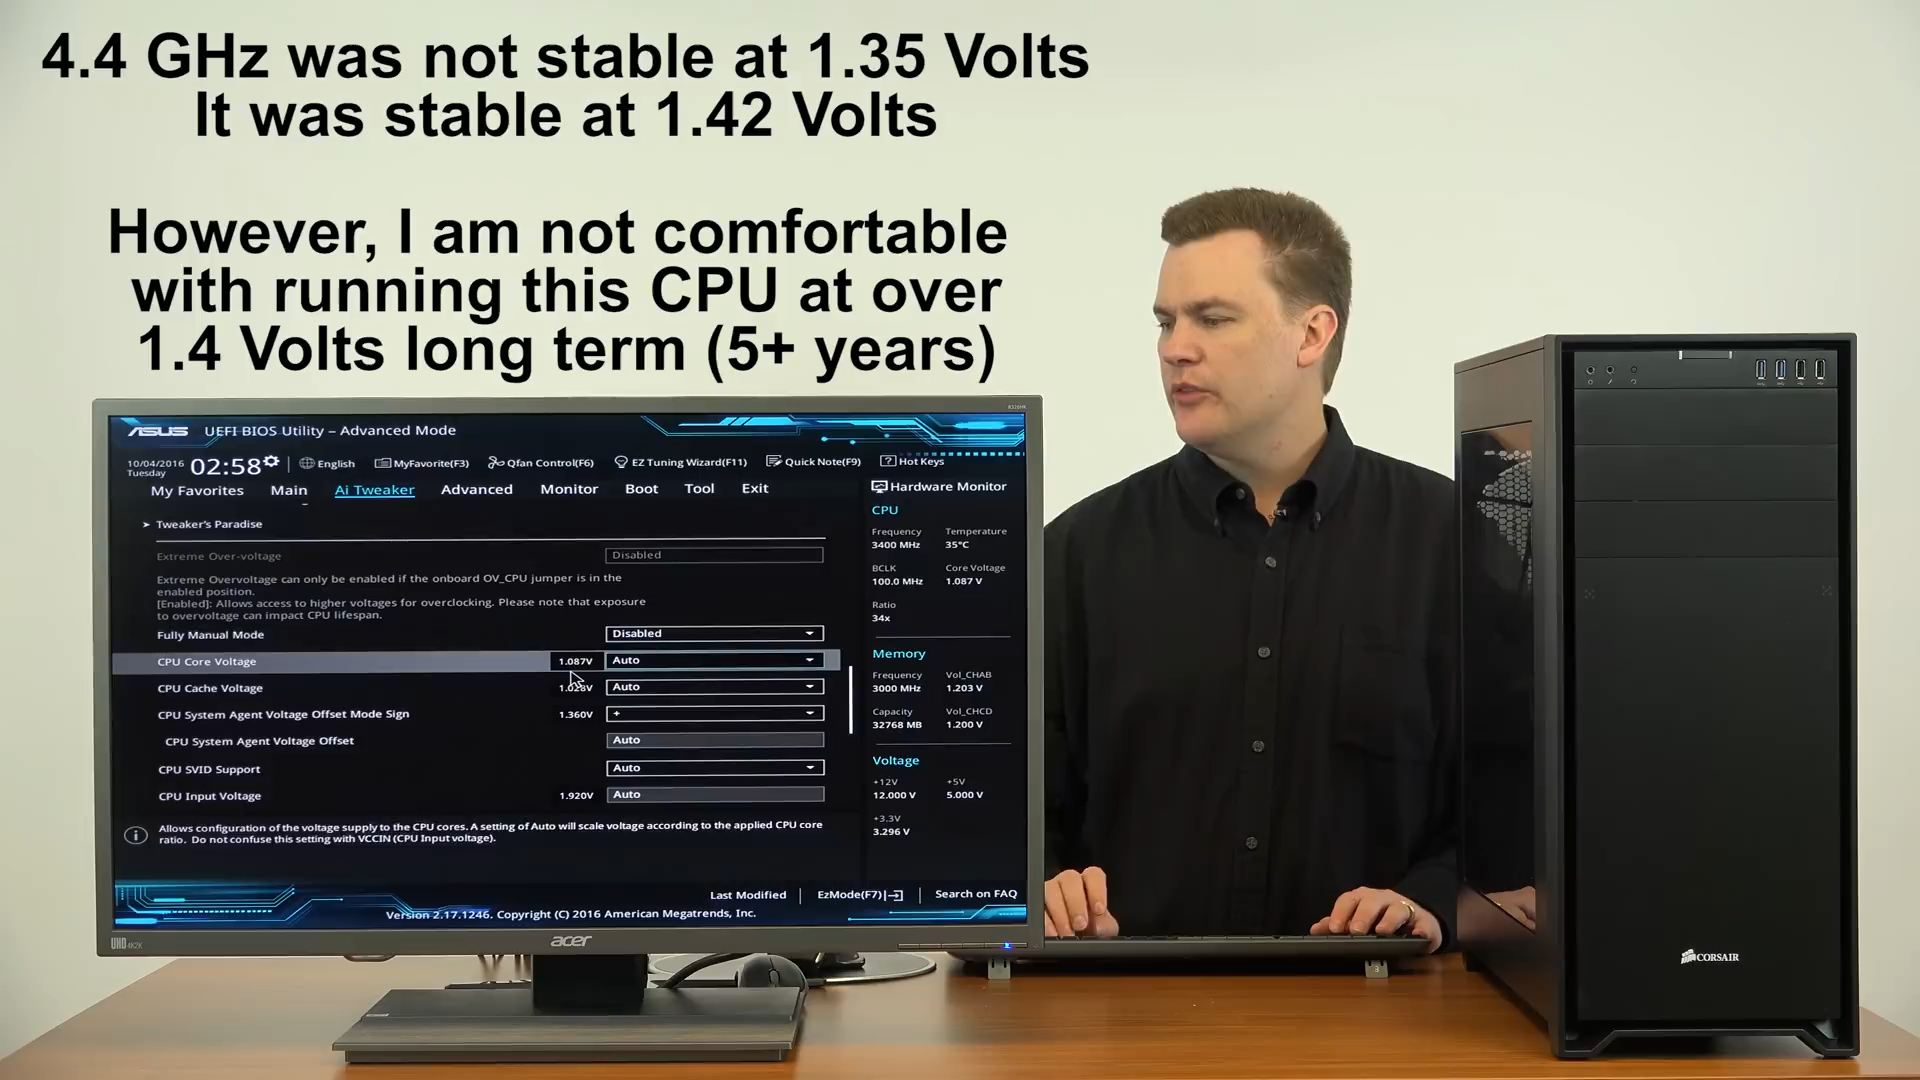 4.4 GHz was not stable at 1.35 Volts
It was stable at 1.42 Volts
However, I am not comfortable
with running this CPU at over
1.4 Volts long term (5+ years)
ASUS UEFI BIOS Utility – Advanced Mode
10/04/2016
Tuesday
02:58
English
MyFavorite(F3)
Qfan Control(F6)
EZ Tuning Wizard(F11)
Quick Note(F9)
Hot Keys
My Favorites Main Ai Tweaker Advanced Monitor Boot Tool Exit
Tweaker's Paradise
Extreme Over-voltage Disabled
Extreme Overvoltage can only be enabled if the onboard OV_CPU jumper is in the
enabled position.
[Enabled]: Allows access to higher voltages for overclocking. Please note that exposure
to overvoltage can impact CPU lifespan.
Fully Manual Mode Disabled
CPU Core Voltage 1.087V Auto
CPU Cache Voltage 1.028V Auto
CPU System Agent Voltage Offset Mode Sign 1.360V +
CPU System Agent Voltage Offset Auto
CPU SVID Support Auto
CPU Input Voltage 1.920V Auto
Allows configuration of the voltage supply to the CPU cores. A setting of Auto will scale voltage according to the applied CPU core
ratio. Do not confuse this setting with VCCIN (CPU Input voltage).
Hardware Monitor
CPU
Frequency Temperature
3400 MHz 35°C
BCLK Core Voltage
100.0 MHz 1.087 V
Ratio
34x
Memory
Frequency Vol_CHAB
3000 MHz 1.203 V
Capacity Vol_CHCD
32768 MB 1.200 V
Voltage
+12V +5V
12.000 V 5.000 V
+3.3V
3.296 V
Last Modified EzMode(F7) Search on FAQ
Version 2.17.1246. Copyright (C) 2016 American Megatrends, Inc.
UHD 4K2K
acer
CORSAIR